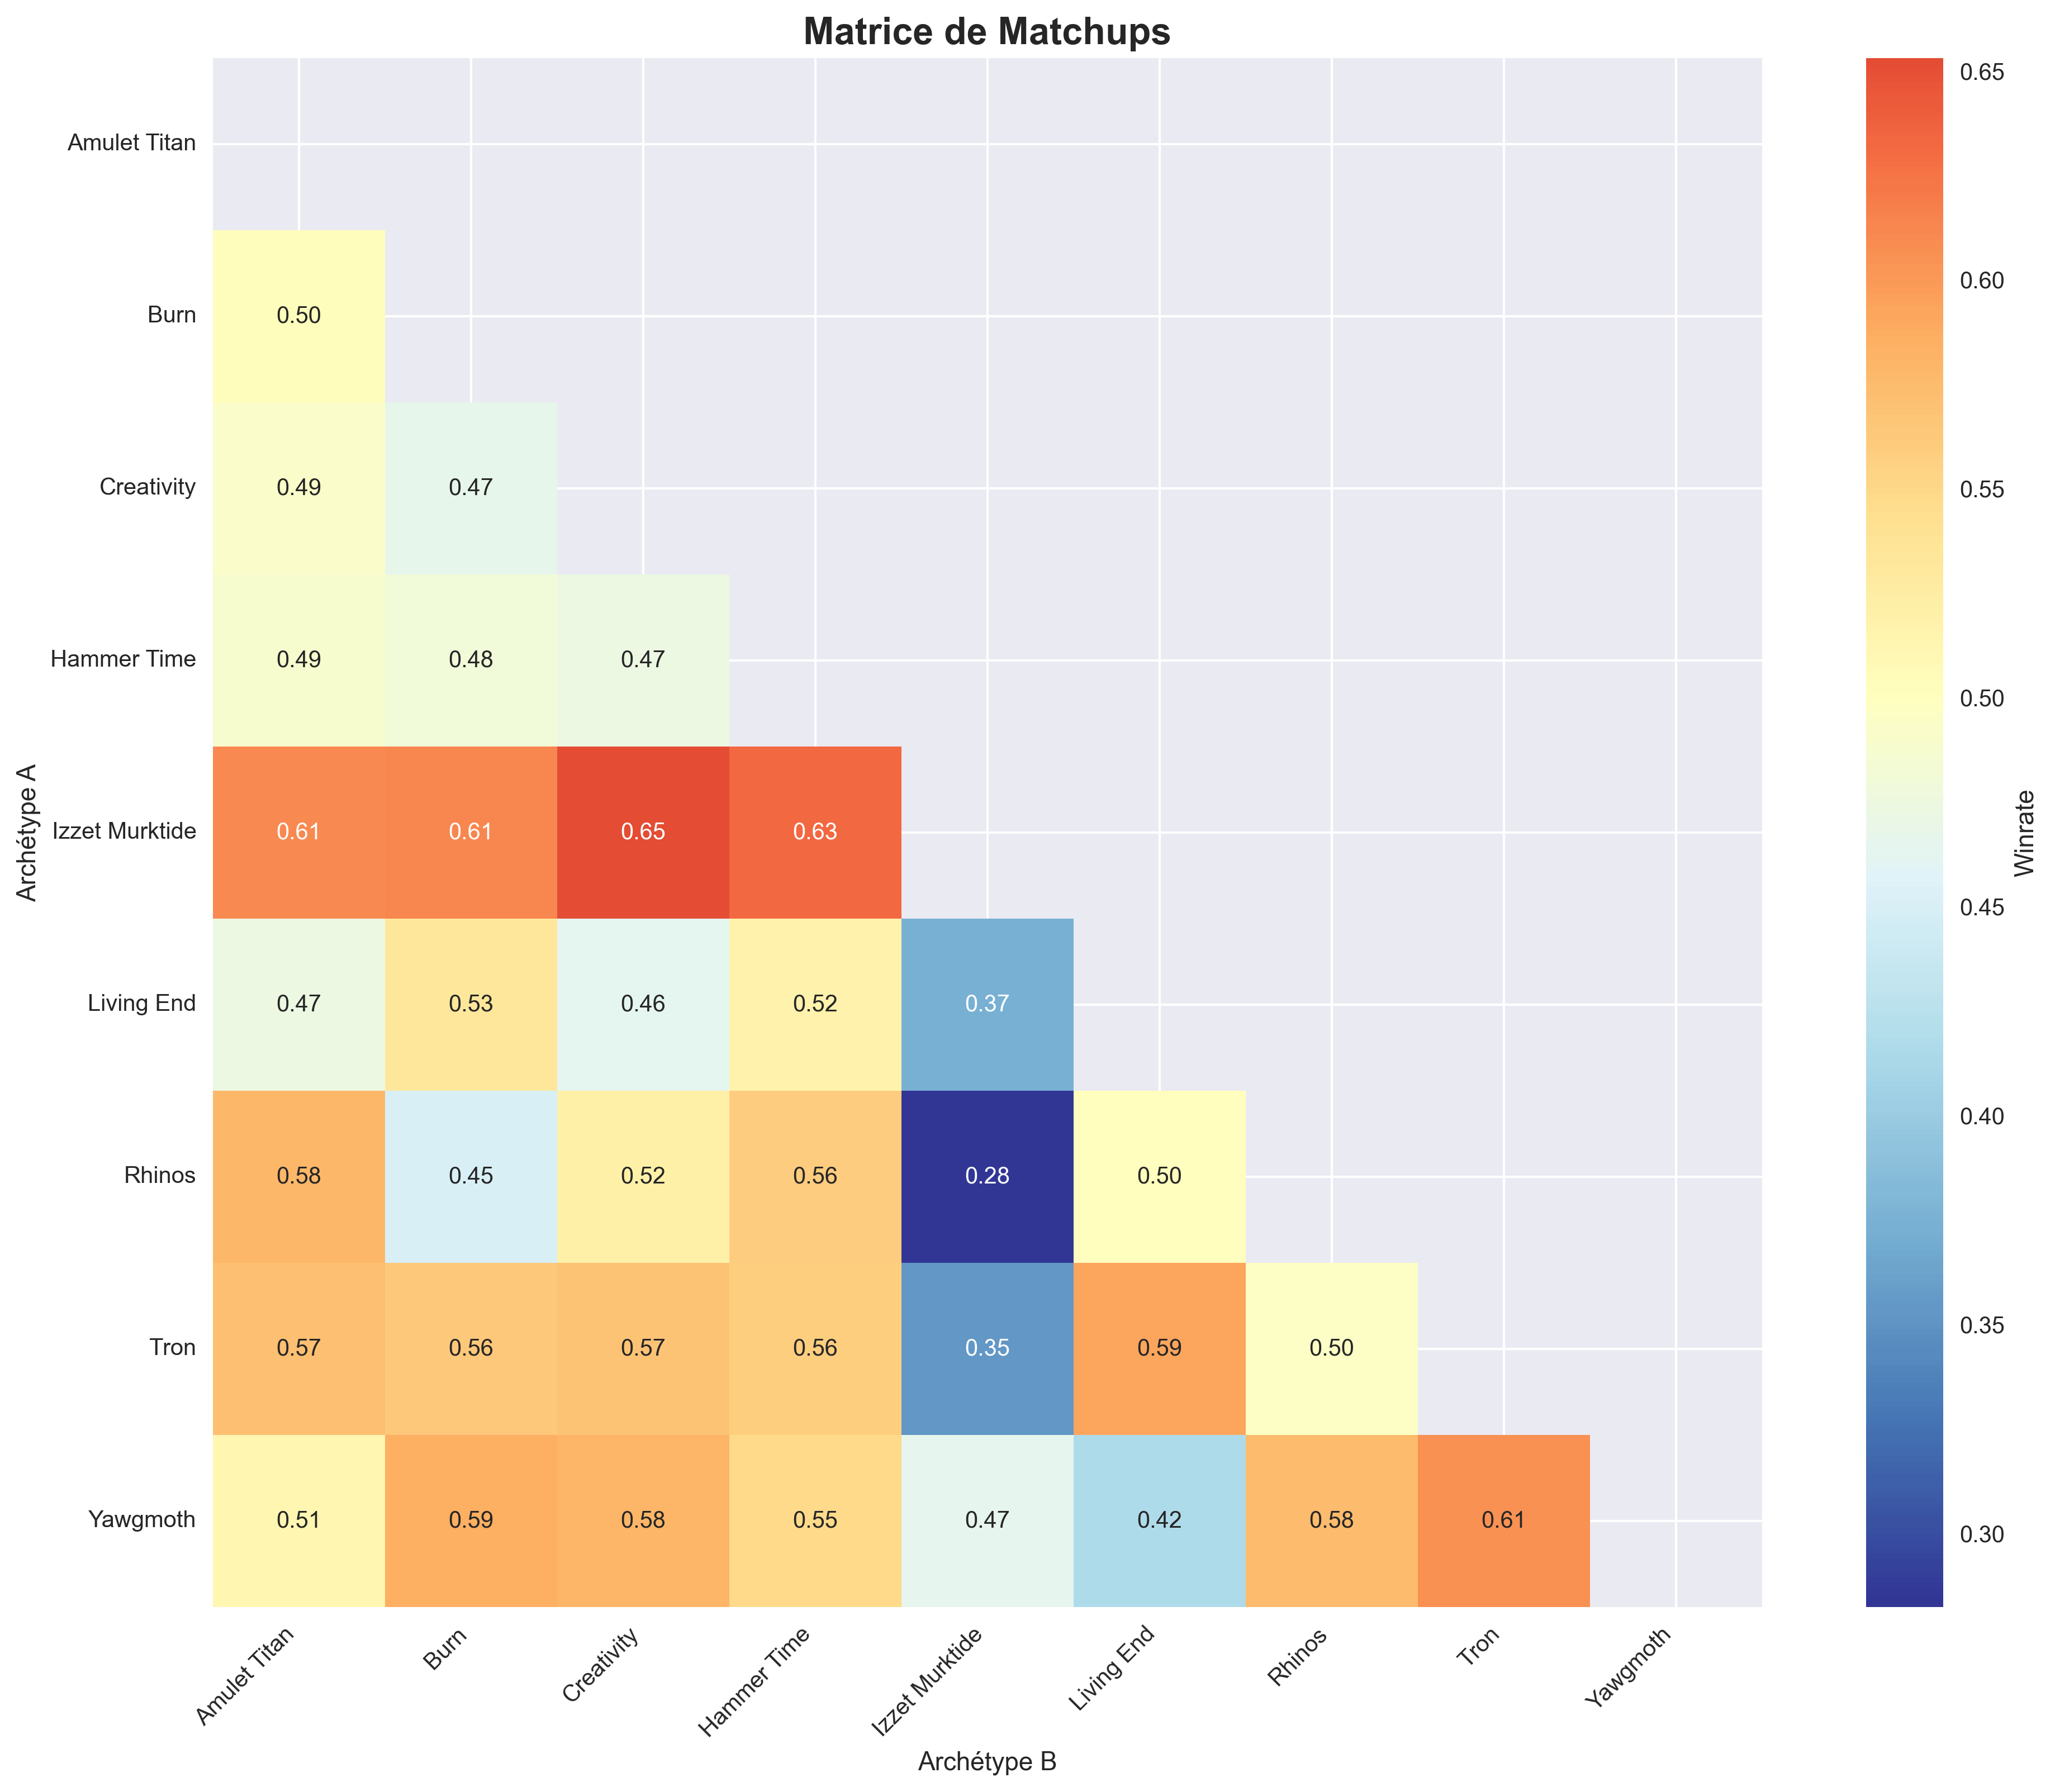 Matrice de Matchups
Amulet Titan
Burn 0.50
Creativity 0.49 0.47
Hammer Time 0.49 0.48 0.47
Izzet Murktide 0.61 0.61 0.65 0.63
Living End 0.47 0.53 0.46 0.52 0.37
Rhinos 0.58 0.45 0.52 0.56 0.28 0.50
Tron 0.57 0.56 0.57 0.56 0.35 0.59 0.50
Yawgmoth 0.51 0.59 0.58 0.55 0.47 0.42 0.58 0.61
Archétype A
Amulet Titan Burn Creativity Hammer Time Izzet Murktide Living End Rhinos Tron Yawgmoth
Archétype B
0.65
0.60
0.55
0.50
0.45
0.40
0.35
0.30
Winrate